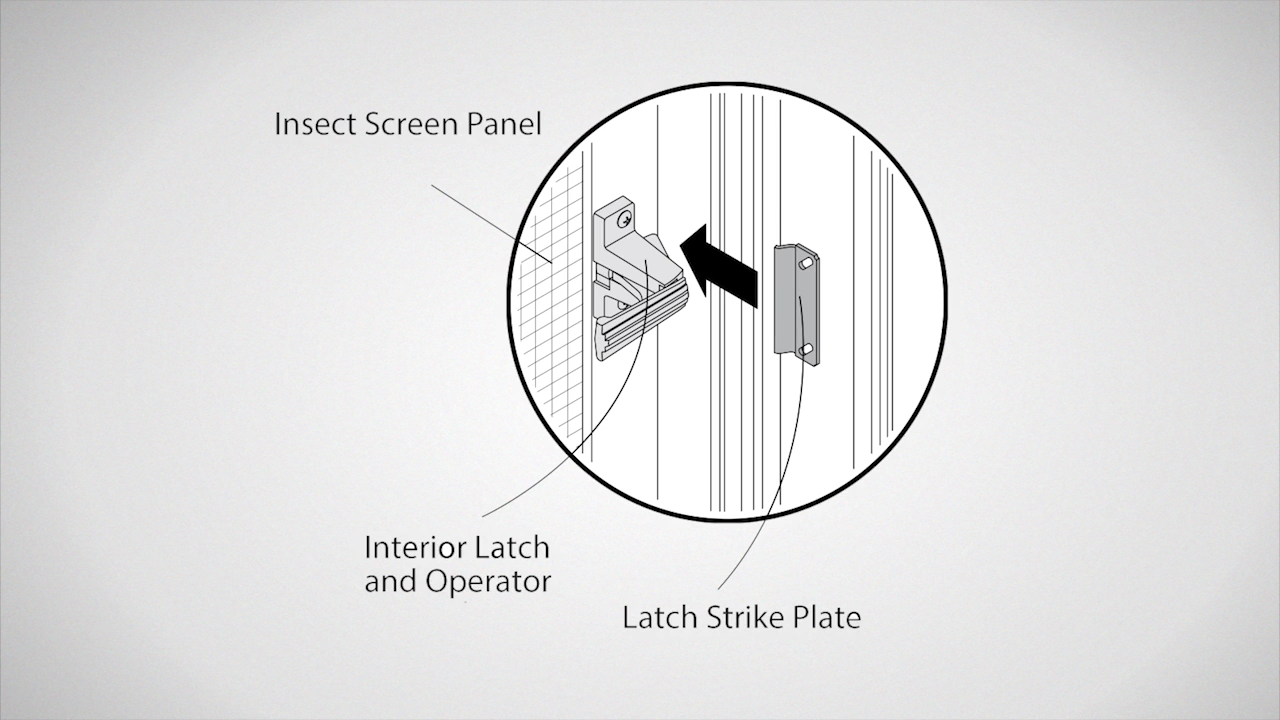 Insect Screen Panel
Interior Latch
and Operator
Latch Strike Plate